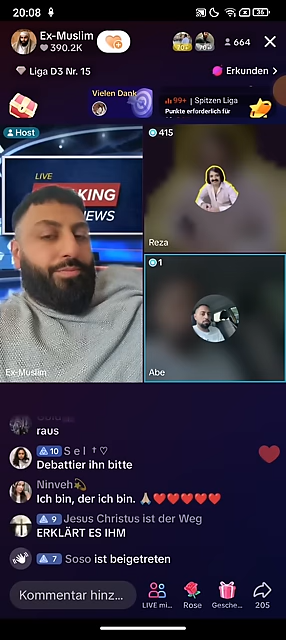 20:08
36
Ex-Muslim
390.2K
70+
70+
664
Liga D3 Nr. 15
Erkunden
Vielen Dank
99+ | Spitzen Liga
Punkte erforderlich für
Host
415
LIVE
NEWS
Reza
1
Ex-Muslim
Abe
raus
10 S e l † ♡
Debattier ihn bitte
Ninveh💫
Ich bin, der ich bin. 🙏🏼❤️❤️❤️❤️❤️
9 Jesus Christus ist der Weg
ERKLÄRT ES IHM
7 Soso ist beigetreten
Kommentar hinz...
LIVE mi...
Rose
Gesche...
205